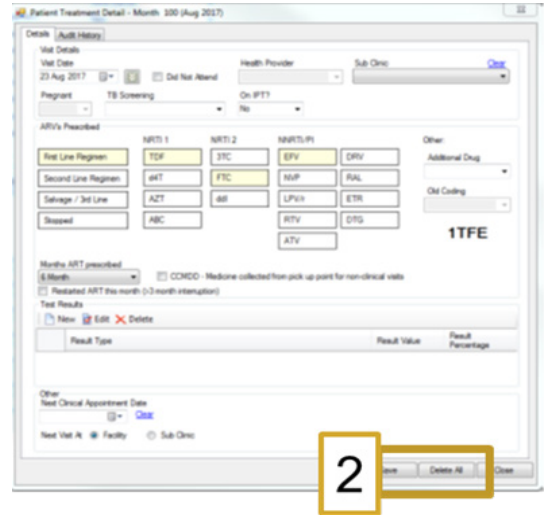 Patient Treatment Detail - Month 100 (Aug 2017)
Details Audit History
Visit Details
Visit Date Health Provider Sub Clinic Clear
23 Aug 2017 Did Not Attend
Pregnant TB Screening On IPT?
No
ARV's Prescribed
NRTI 1 NRTI 2 NNRTI/PI Other:
First Line Regimen TDF 3TC EFV DRV Additional Drug
Second Line Regimen d4T FTC NVP RAL
Salvage / 3rd Line AZT ddI LPV/r ETR Old Coding
Stopped ABC RTV DTG
1TFE
ATV
Months ART prescribed
6 Month CCMDD - Medicine collected from pick up point for non-clinical visits
Restarted ART this month (>3 month interruption)
Test Results
New Edit Delete
Result Type Result Value Result Percentage
Other
Next Clinical Appointment Date
Clear
Next Visit At Facility Sub Clinic
2
Delete All Close